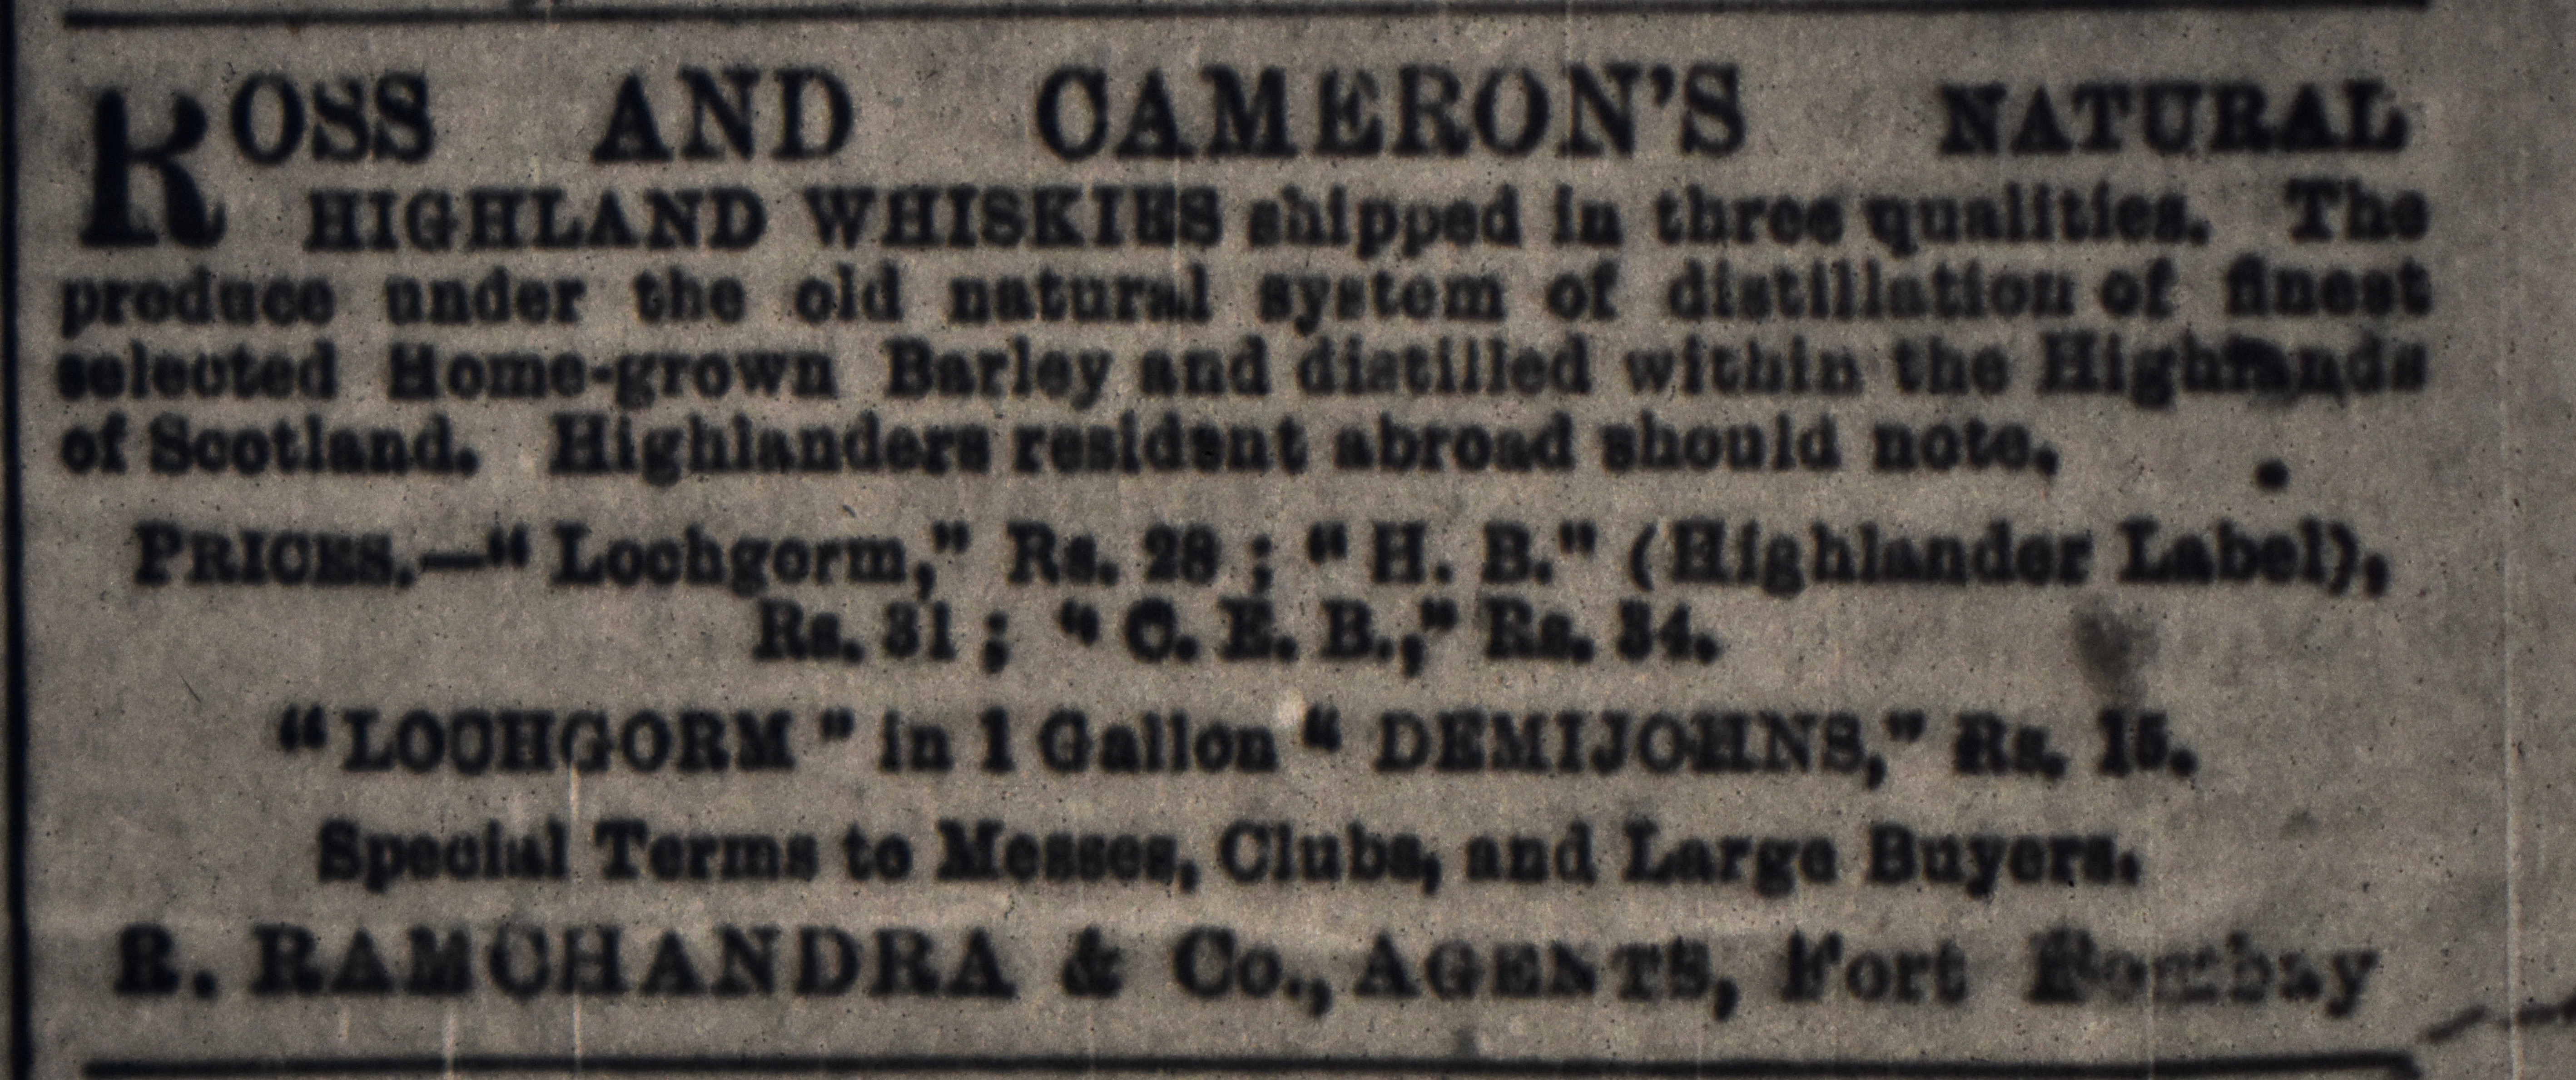 ROSS AND CAMERON'S NATURAL
HIGHLAND WHISKIES shipped in three qualities. The
produce under the old natural system of distillation of finest
selected Home-grown Barley and distilled within the Highlands
of Scotland. Highlanders resident abroad should note.
PRICES.—“ Lochgorm,” Rs. 28 ; “ H. B.” (Highlander Label),
Rs. 31 ; “ C. E. B.,” Rs. 34.
“ LOCHGORM ” in 1 Gallon “ DEMIJOHNS,” Rs. 15.
Special Terms to Messes, Clubs, and Large Buyers.
R. RAMCHANDRA & Co., AGENTS, Fort Bombay